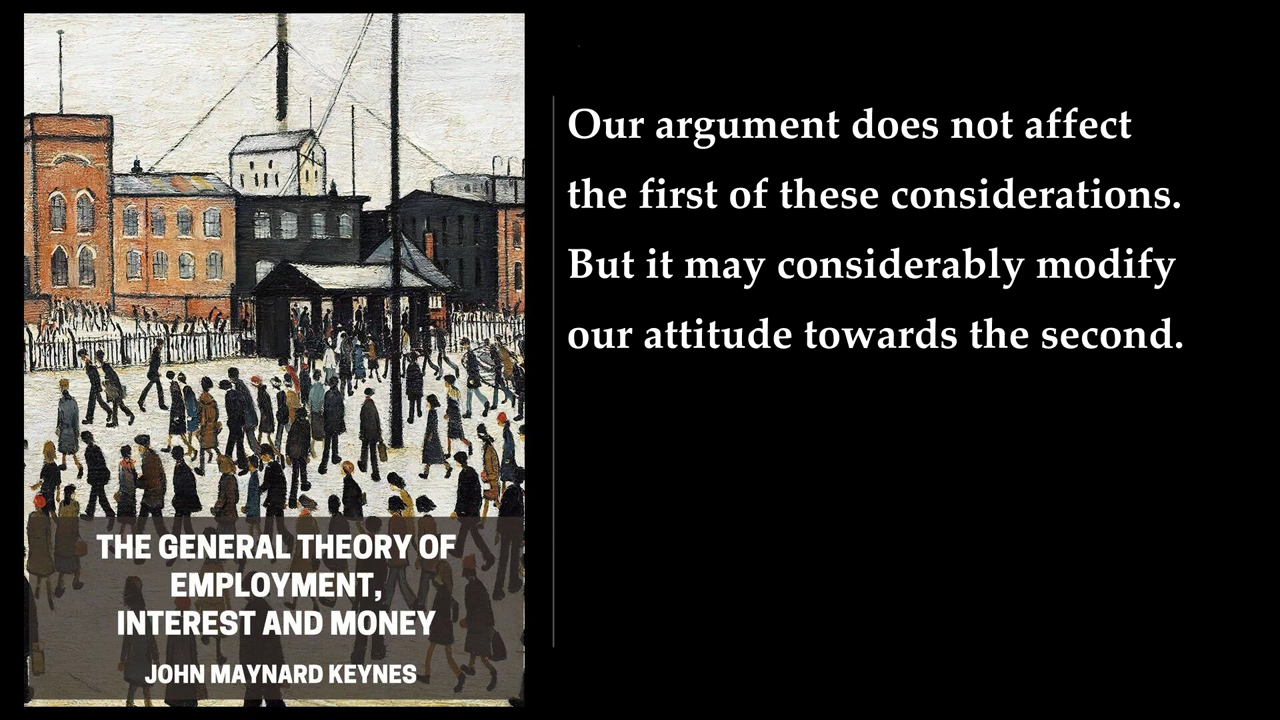 Our argument does not affect
the first of these considerations.
But it may considerably modify
our attitude towards the second.
THE GENERAL THEORY OF
EMPLOYMENT,
INTEREST AND MONEY
JOHN MAYNARD KEYNES